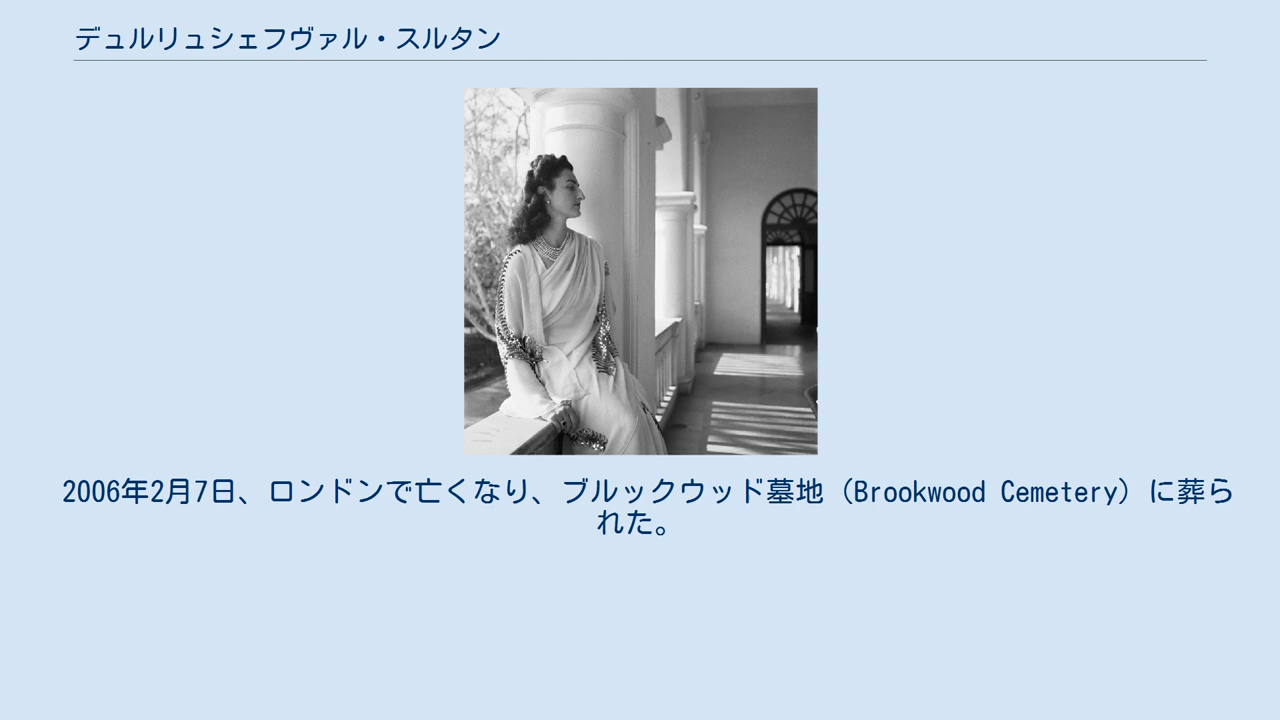 デュルリュシェフヴァル・スルタン
2006年2月7日、ロンドンで亡くなり、ブルックウッド墓地（Brookwood Cemetery）に葬ら
れた。